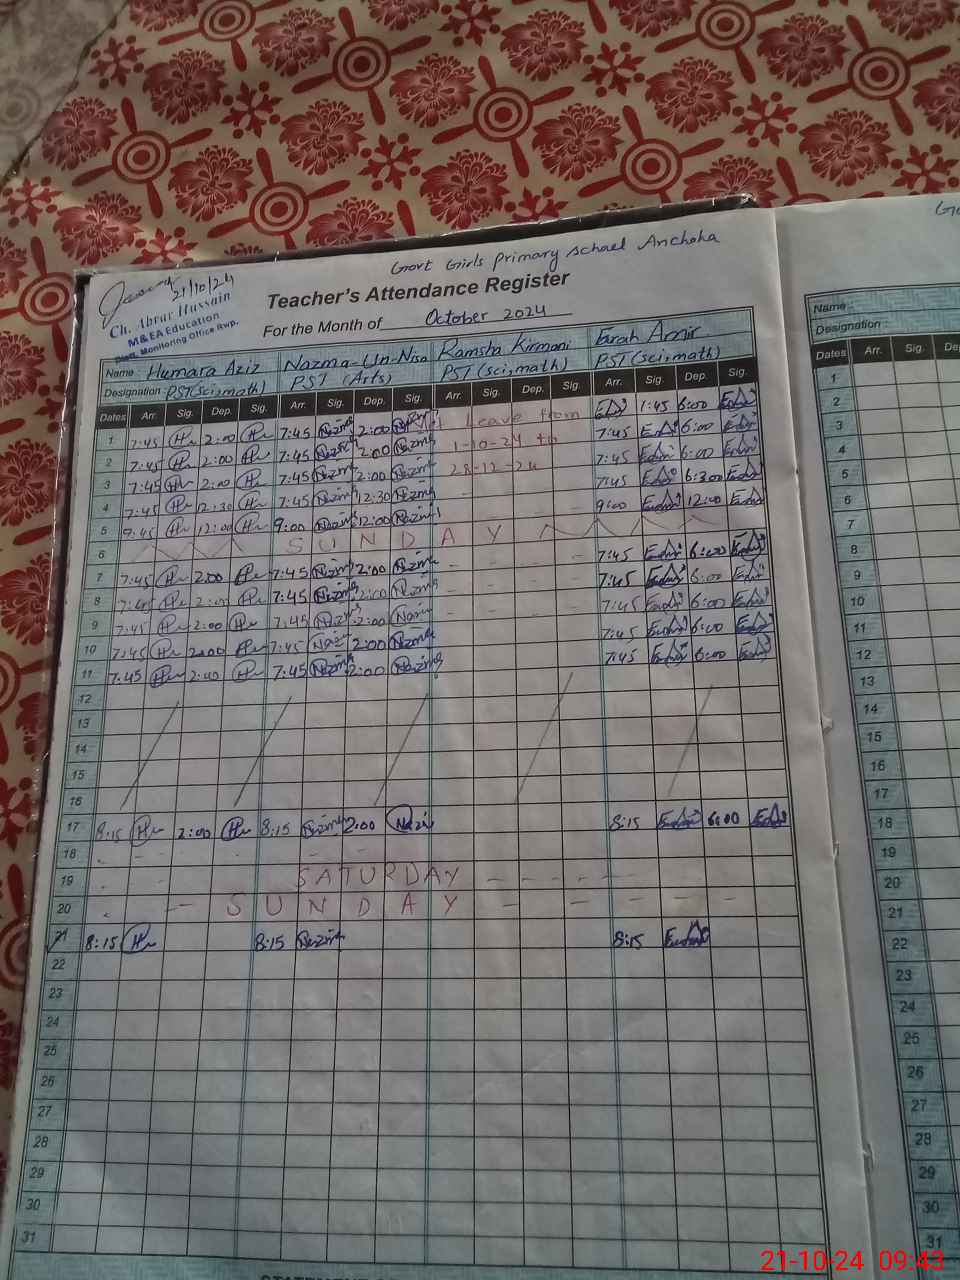 Govt Girls Primary School Anchoha
21/10/24
Ch. Abrar Hussain
M&EA Education
Distt. Monitoring Office Rwp.
Teacher's Attendance Register
For the Month of October 2024
Name: Humara Aziz Nazma-Un-Nisa Ramsha Kirmani Farah Amir
Designation: PST(sci,math) PST (Arts) PST(sci,math) PST(sci,math)
Dates Arr. Sig. Dep. Sig. Arr. Sig. Dep. Sig. Arr. Sig. Dep. Sig. Arr. Sig. Dep. Sig.
1 7:45 2:00 7:45 2:00 Leave from 1:45 6:00
2 7:45 2:00 7:45 2:00 1-10-24 to 7:45 6:00
3 7:45 2:00 7:45 2:00 28-12-24 7:45 6:00
4 7:45 12:30 7:45 12:30 - - - 7:45 6:300
5 9:45 12:00 9:00 12:00 - - - 9:00 12:00
6 SUNDAY
7 7:45 2:00 7:45 2:00 - - - - 7:45 6:00
8 7:45 2:00 7:45 2:00 - - - - 7:45 6:00
9 7:45 2:00 7:45 2:00 - - - - 7:45 6:00
10 7:45 2:00 7:45 2:00 7:45 6:00
11 7:45 2:00 7:45 2:00 7:45 6:00
12
13
14
15
16
17 8:15 2:00 8:15 2:00 8:15 6:00
18
19 SATURDAY
20 SUNDAY
21 8:15 8:15 8:15
22
23
24
25
26
27
28
29
30
31
Name:
Designation:
Dates Arr. Sig.
1
2
3
4
5
6
7
8
9
10
11
12
13
14
15
16
17
18
19
20
21
22
23
24
25
26
27
28
29
30
31
21-10-24 09:43